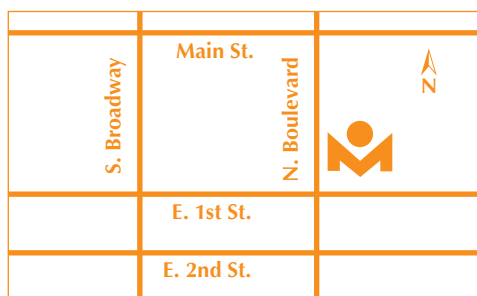 Main St.
S. Broadway
N. Boulevard
N
E. 1st St.
E. 2nd St.